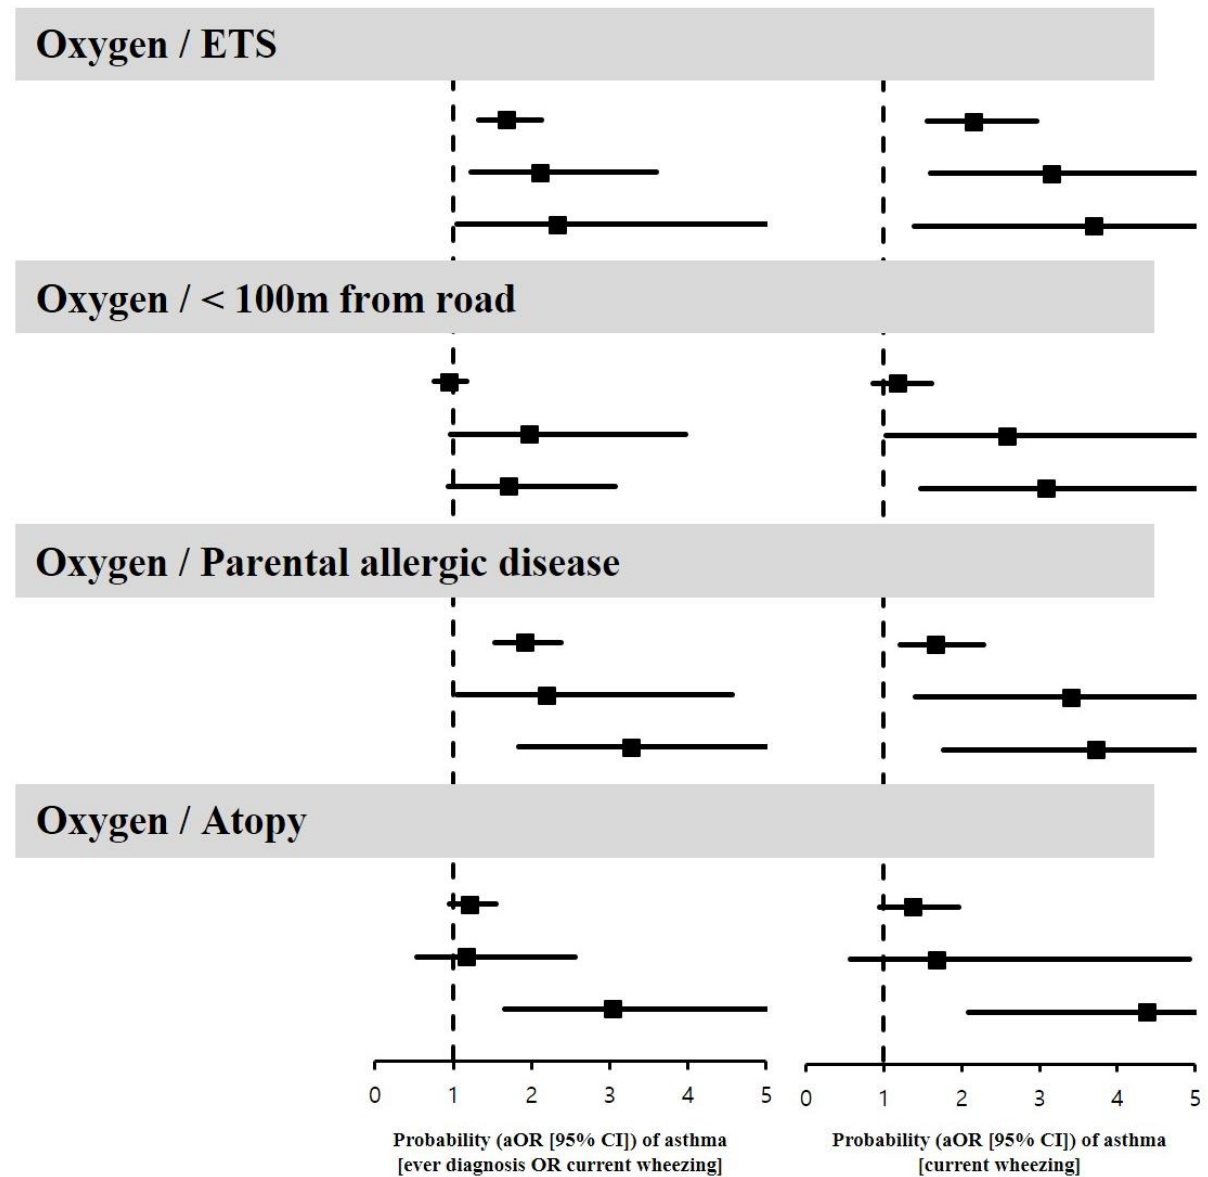 Oxygen / ETS
Oxygen / < 100m from road
Oxygen / Parental allergic disease
Oxygen / Atopy
0 1 2 3 4 5
0 1 2 3 4 5
Probability (aOR [95% CI]) of asthma
[ever diagnosis OR current wheezing]
Probability (aOR [95% CI]) of asthma
[current wheezing]